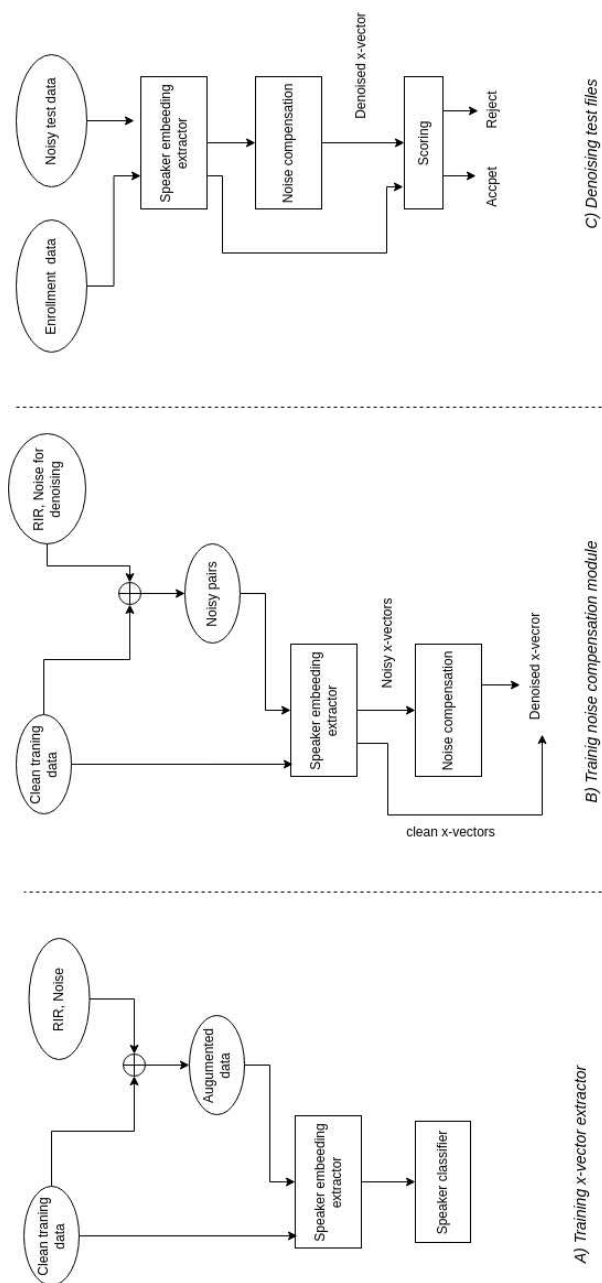 Clean traning
data
RIR, Noise
Augumented
data
Speaker embeeding
extractor
Speaker classifier
A) Training x-vector extractor
Clean traning
data
RIR, Noise for
denoising
Noisy pairs
Speaker embeeding
extractor
Noisy x-vectors
clean x-vectors
Noise compensation
Denoised x-vecror
B) Trainig noise compensation module
Enrollment data
Noisy test data
Speaker embeeding
extractor
Noise compensation
Denoised x-vector
Scoring
Accpet
Reject
C) Denoising test files